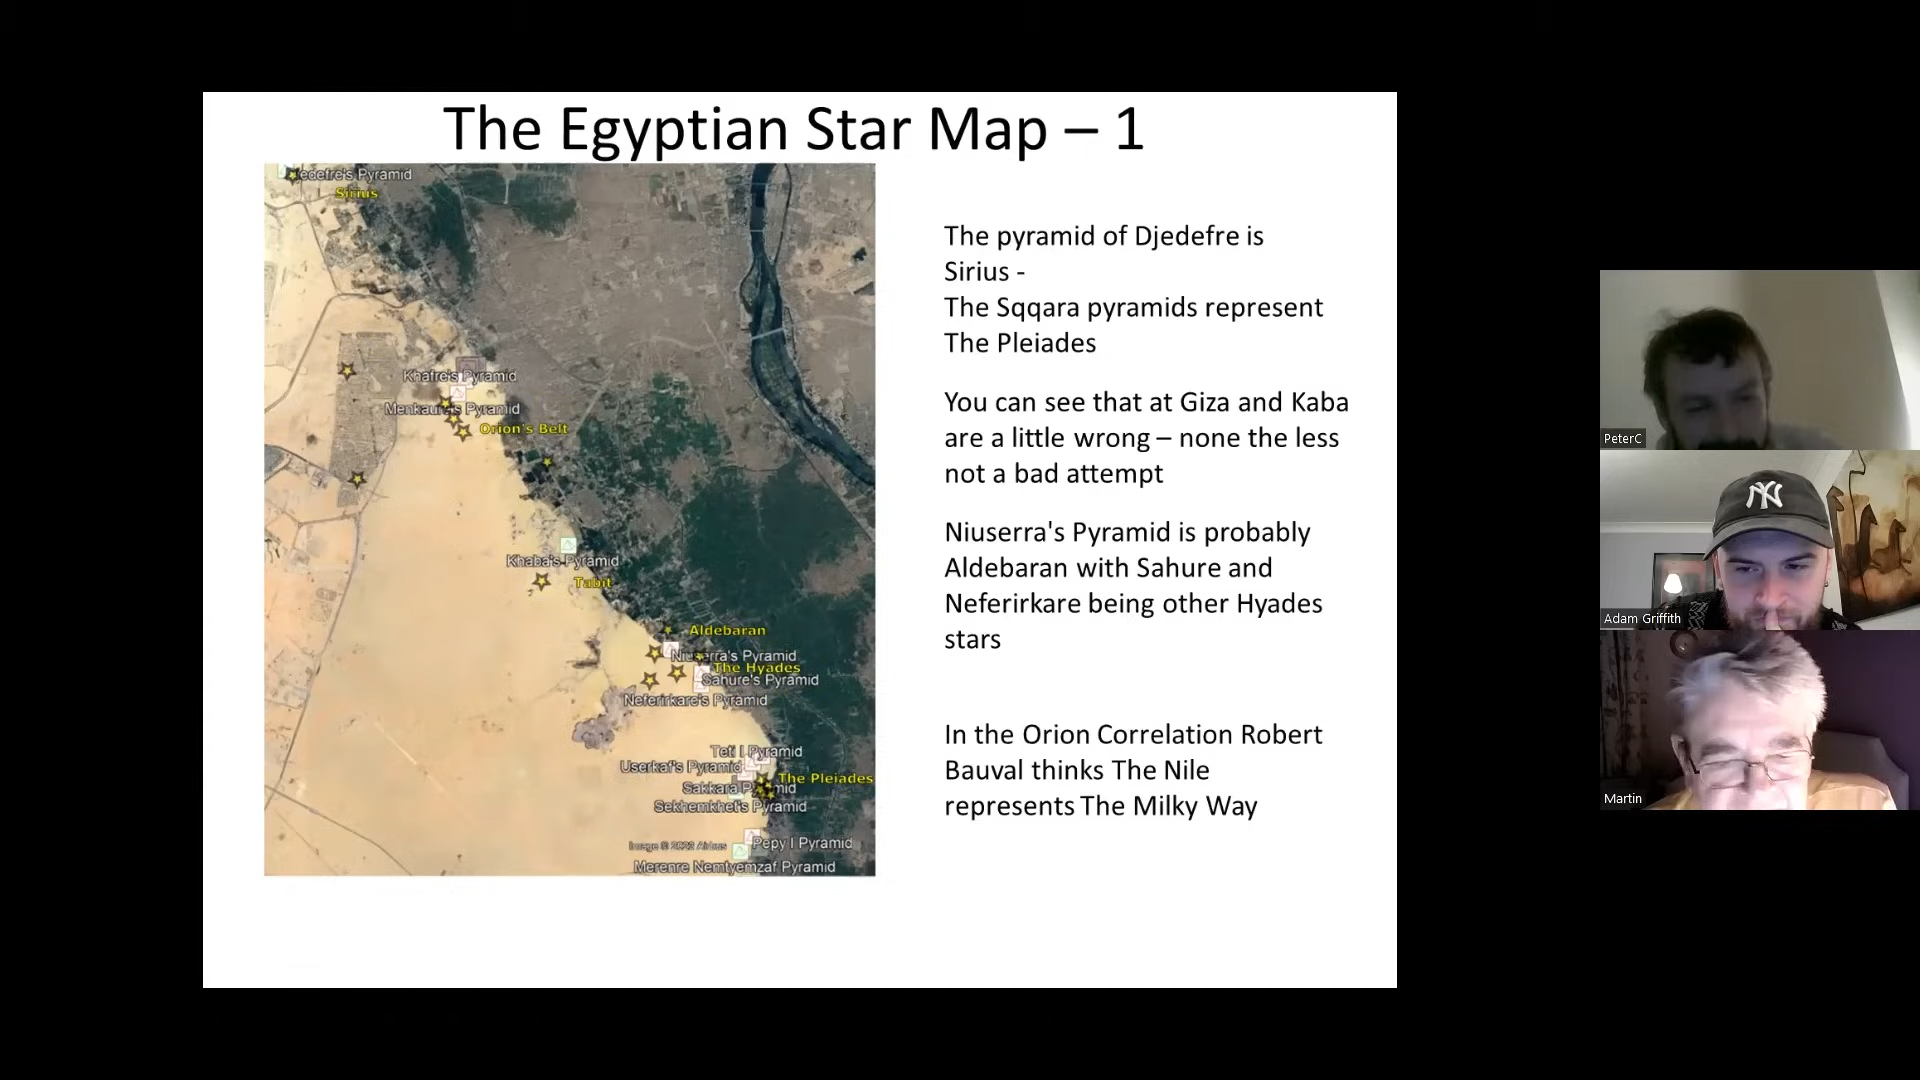 The Egyptian Star Map – 1
edefre's Pyramid
Sirius
Khafre's Pyramid
Menkaure's Pyramid
Orion's Belt
Khaba's Pyramid
Tabit
Aldebaran
Niuserra's Pyramid
The Hyades
Sahure's Pyramid
Neferirkare's Pyramid
Teti I Pyramid
Userkaf's Pyramid
The Pleiades
Sakkara Pyramid
Sekhemkhet's Pyramid
Image © 2022 Airbus
Pepy I Pyramid
Merenre Nemtyemzaf Pyramid
The pyramid of Djedefre is
Sirius -
The Sqqara pyramids represent
The Pleiades
You can see that at Giza and Kaba
are a little wrong – none the less
not a bad attempt
Niuserra's Pyramid is probably
Aldebaran with Sahure and
Neferirkare being other Hyades
stars
In the Orion Correlation Robert
Bauval thinks The Nile
represents The Milky Way
PeterC
NY
Adam Griffith
Martin